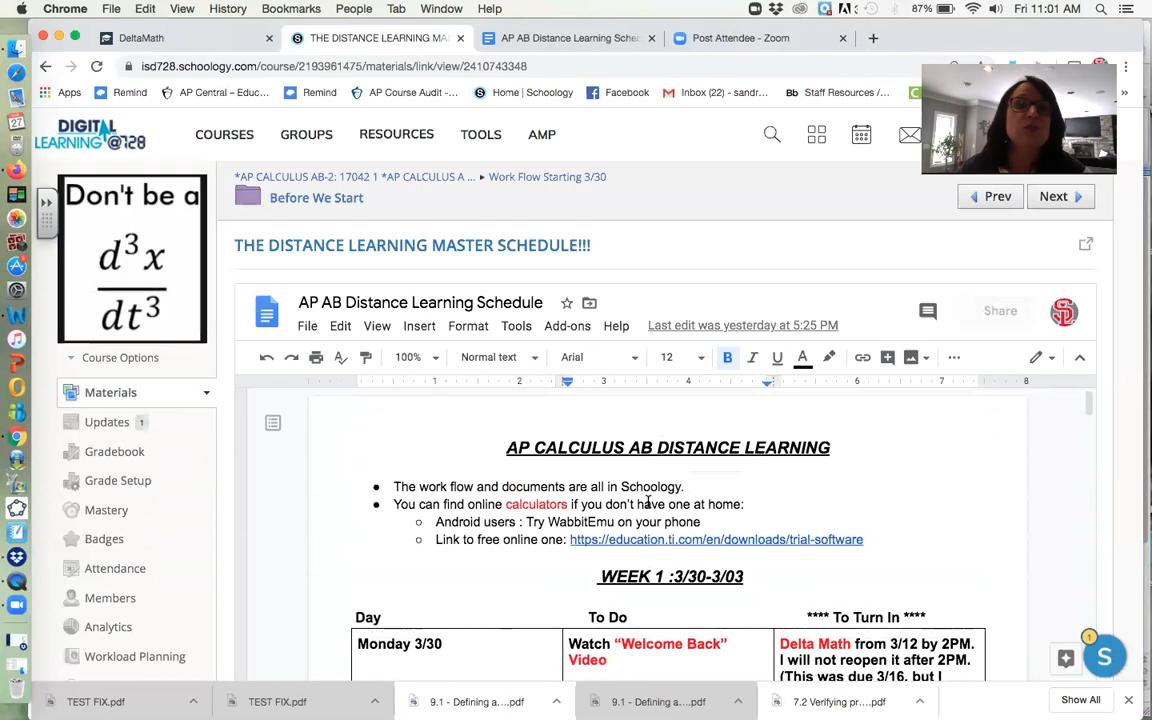 Chrome File Edit View History Bookmarks People Tab Window Help 87% Fri 11:01 AM
DeltaMath × THE DISTANCE LEARNING MA × AP AB Distance Learning Sche × Post Attendee - Zoom × +
isd728.schoology.com/course/2193961475/materials/link/view/2410743348
Apps Remind AP Central – Educ... Remind AP Course Audit -... Home | Schoology Facebook Inbox (22) - sandr... Bb Staff Resources /... »
DIGITAL LEARNING@128 COURSES GROUPS RESOURCES TOOLS AMP
*AP CALCULUS AB-2: 17042 1 *AP CALCULUS A ... ▸ Work Flow Starting 3/30
Before We Start
Prev Next
Don't be a
d³x
dt³
THE DISTANCE LEARNING MASTER SCHEDULE!!!
AP AB Distance Learning Schedule
File Edit View Insert Format Tools Add-ons Help Last edit was yesterday at 5:25 PM Share
100% Normal text Arial 12 B I U A
1 2 3 4 6 7 8
Course Options
Materials
Updates 1
Gradebook
Grade Setup
Mastery
Badges
Attendance
Members
Analytics
Workload Planning
AP CALCULUS AB DISTANCE LEARNING
● The work flow and documents are all in Schoology.
● You can find online calculators if you don't have one at home:
○ Android users : Try WabbitEmu on your phone
○ Link to free online one: https://education.ti.com/en/downloads/trial-software
WEEK 1 :3/30-3/03
Day To Do **** To Turn In ****
Monday 3/30
Watch “Welcome Back”
Video
Delta Math from 3/12 by 2PM.
I will not reopen it after 2PM.
(This was due 3/16, but I
1
S
TEST FIX.pdf TEST FIX.pdf 9.1 - Defining a....pdf 9.1 - Defining a....pdf 7.2 Verifying pr....pdf Show All ×